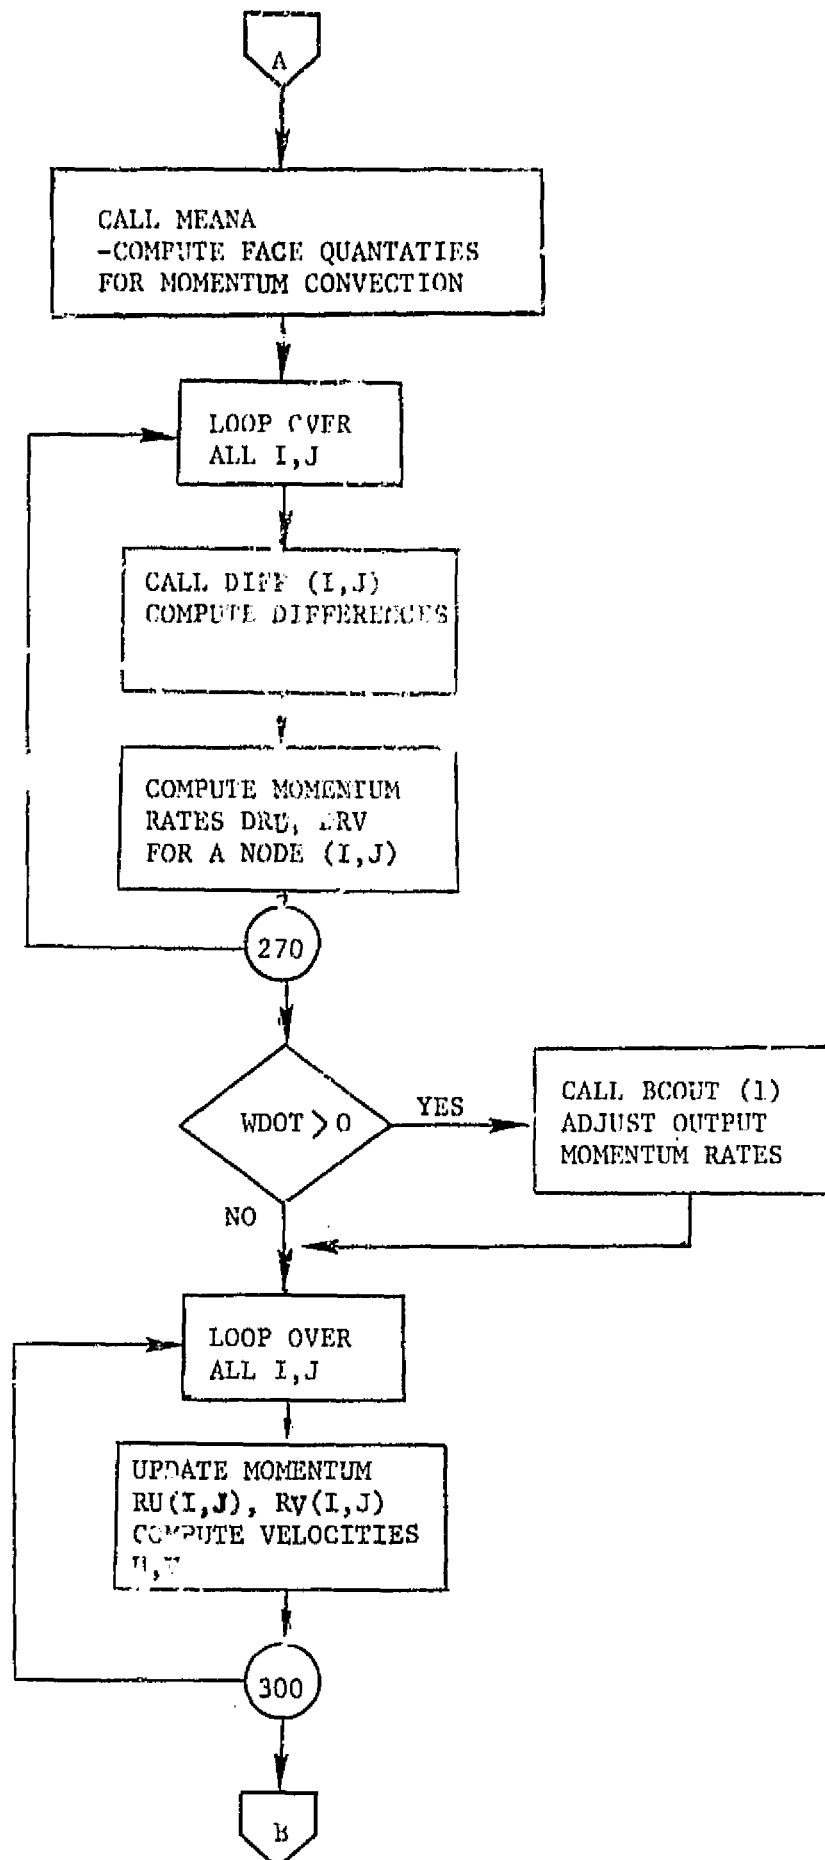 A
CALL MEANA
-COMPUTE FACE QUANTATIES
FOR MOMENTUM CONVECTION
LOOP OVER
ALL I,J
CALL DIFF (I,J)
COMPUTE DIFFERENCES
COMPUTE MOMENTUM
RATES DRU, DRV
FOR A NODE (I,J)
270
WDOT > 0
YES
CALL BCOUT (1)
ADJUST OUTPUT
MOMENTUM RATES
NO
LOOP OVER
ALL I,J
UPDATE MOMENTUM
RU(I,J), RV(I,J)
COMPUTE VELOCITIES
300
B